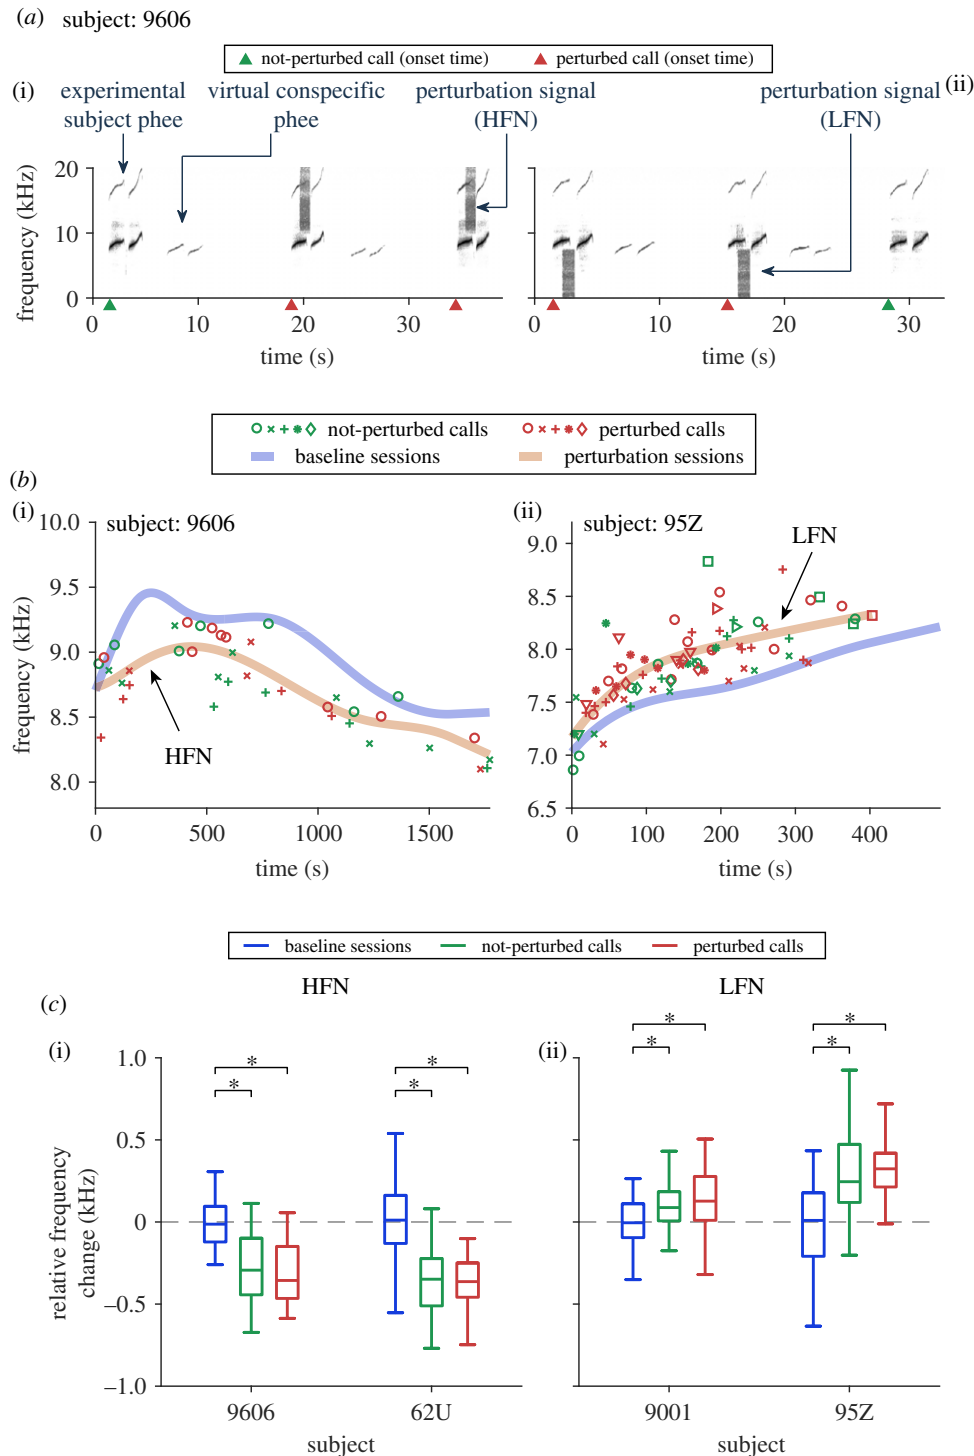 (a) subject: 9606
not-perturbed call (onset time) perturbed call (onset time)
(i) experimental subject phee
virtual conspecific phee
perturbation signal (HFN)
perturbation signal (LFN)
(ii)
frequency (kHz)
20
10
0
0 10 20 30
time (s)
0 10 20 30
time (s)
not-perturbed calls perturbed calls
baseline sessions perturbation sessions
(b)
(i) subject: 9606
frequency (kHz)
10.0
9.5
9.0
8.5
8.0
HFN
0 500 1000 1500
time (s)
(ii) subject: 95Z
LFN
9.0
8.5
8.0
7.5
7.0
6.5
0 100 200 300 400
time (s)
baseline sessions not-perturbed calls perturbed calls
(c)
HFN LFN
(i)
relative frequency
change (kHz)
1.0
0.5
0
−0.5
−1.0
* * * *
9606 62U
subject
(ii)
* * * *
9001 95Z
subject